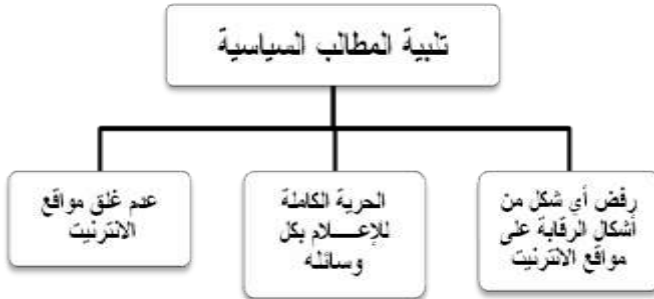 تلبية المطالب السياسية
رفض أي شكل من
أشكال الرقابة على
مواقع الانترنيت
الحرية الكاملة
للإعــــلام بكل
وسائله
عدم غلق مواقع
الانترنيت